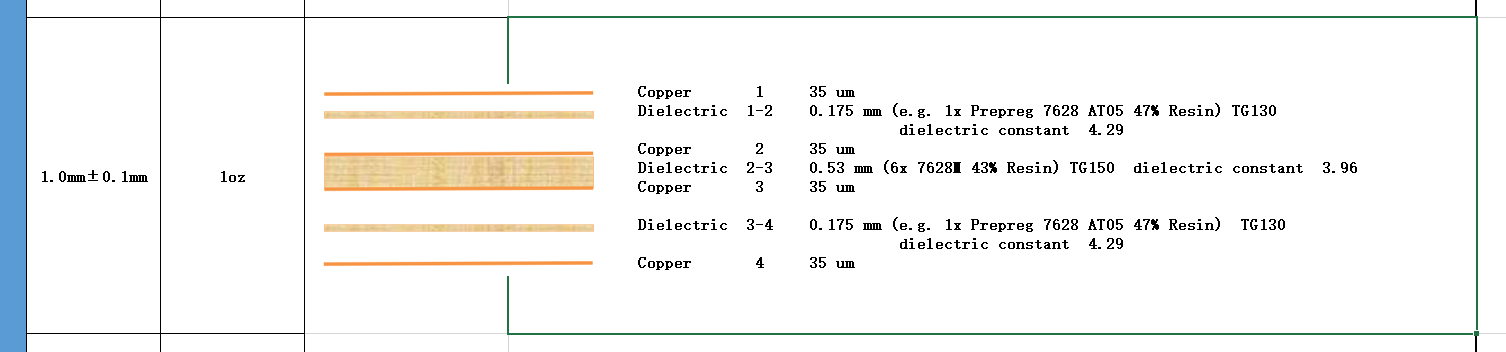 1.0mm±0.1mm
1oz
Copper 1 35 um
Dielectric 1-2 0.175 mm (e.g. 1x Prepreg 7628 AT05 47% Resin) TG130
dielectric constant 4.29
Copper 2 35 um
Dielectric 2-3 0.53 mm (6x 7628M 43% Resin) TG150 dielectric constant 3.96
Copper 3 35 um
Dielectric 3-4 0.175 mm (e.g. 1x Prepreg 7628 AT05 47% Resin) TG130
dielectric constant 4.29
Copper 4 35 um